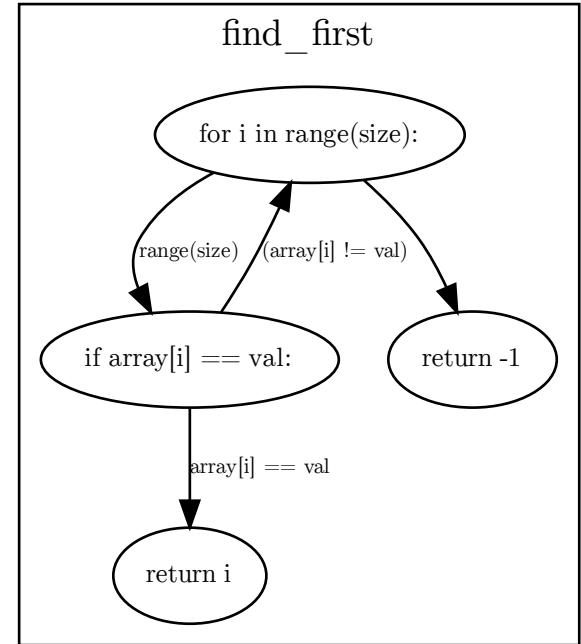 find_first
for i in range(size):
range(size)
(array[i] != val)
if array[i] == val:
return -1
array[i] == val
return i